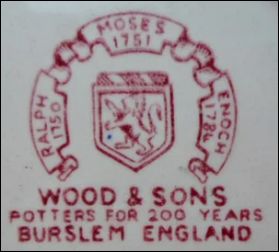 MOSES
1751
RALPH
1750
ENOCH
1784
WOOD & SONS
POTTERS FOR 200 YEARS
BURSLEM ENGLAND